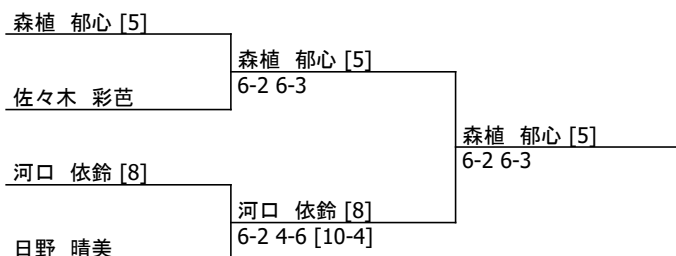 森植 郁心 [5]
佐々木 彩芭
河口 依鈴 [8]
日野 晴美
森植 郁心 [5]
6-2 6-3
河口 依鈴 [8]
6-2 4-6 [10-4]
森植 郁心 [5]
6-2 6-3